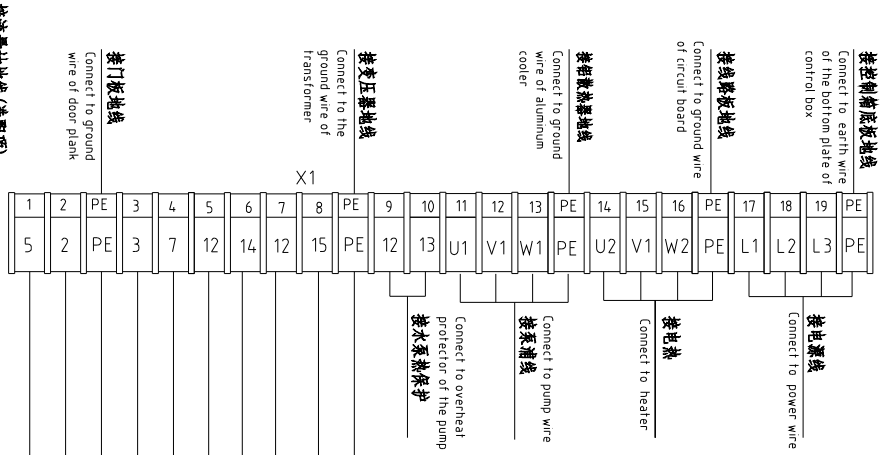 接门板地线
Connect to ground
wire of door plank
接变压器地线
Connect to the
ground wire of
transformer
接铝散热器地线
Connect to ground
wire of aluminum
cooler
接线路板地线
Connect to ground wire
of circuit board
接控制箱底板地线
Connect to earth wire
of the bottom plate of
control box
X1
1 2 PE 3 4 5 6 7 8 PE 9 10 11 12 13 PE 14 15 16 PE 17 18 19 PE
5 2 PE 3 7 12 14 12 15 PE 12 13 U1 V1 W1 PE U2 V1 W2 PE L1 L2 L3 PE
接水泵热保护
Connect to overheat
protector of the pump
接泵浦线
Connect to pump wire
接电热
Connect to heater
接电源线
Connect to power wire